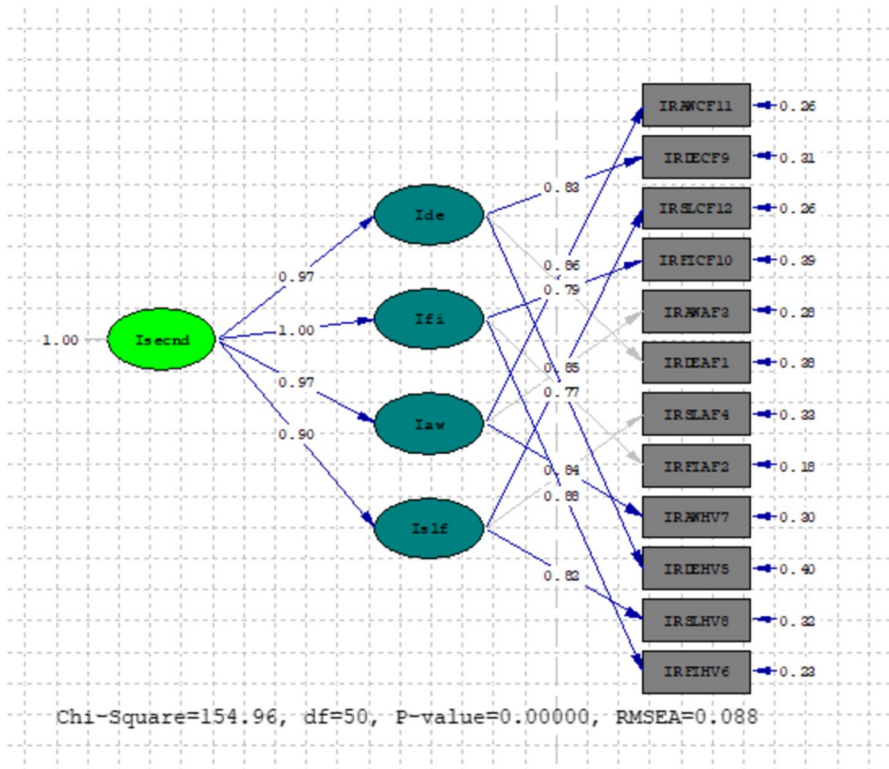 IRAWCF11 0.26
IRDECF9 0.31
0.83
Ide
IRSLCF12 0.26
IRFICF10 0.39
0.86
0.97
0.79
IRAWAF3 0.28
Ifi
1.00
1.00 Isecnd
IRDEAF1 0.38
0.85
0.97
0.77
IRSLAF4 0.33
Iaw
0.90
IRFIAF2 0.18
0.84
0.88
IRAWHV7 0.30
Islf
IRDEHV5 0.40
0.82
IRSLHV8 0.32
IRFIHV6 0.23
Chi-Square=154.96, df=50, P-value=0.00000, RMSEA=0.088